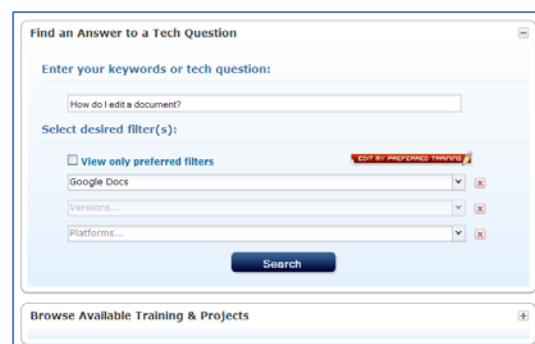 Find an Answer to a Tech Question
Enter your keywords or tech question:
How do I edit a document?
Select desired filter(s):
View only preferred filters
EDIT MY PREFERRED TRAINING
Google Docs
Versions...
Platforms...
Search
Browse Available Training & Projects